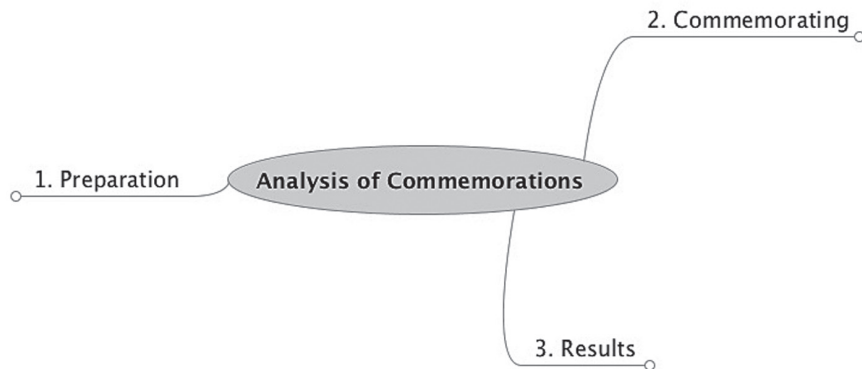 2. Commemorating
1. Preparation
Analysis of Commemorations
3. Results